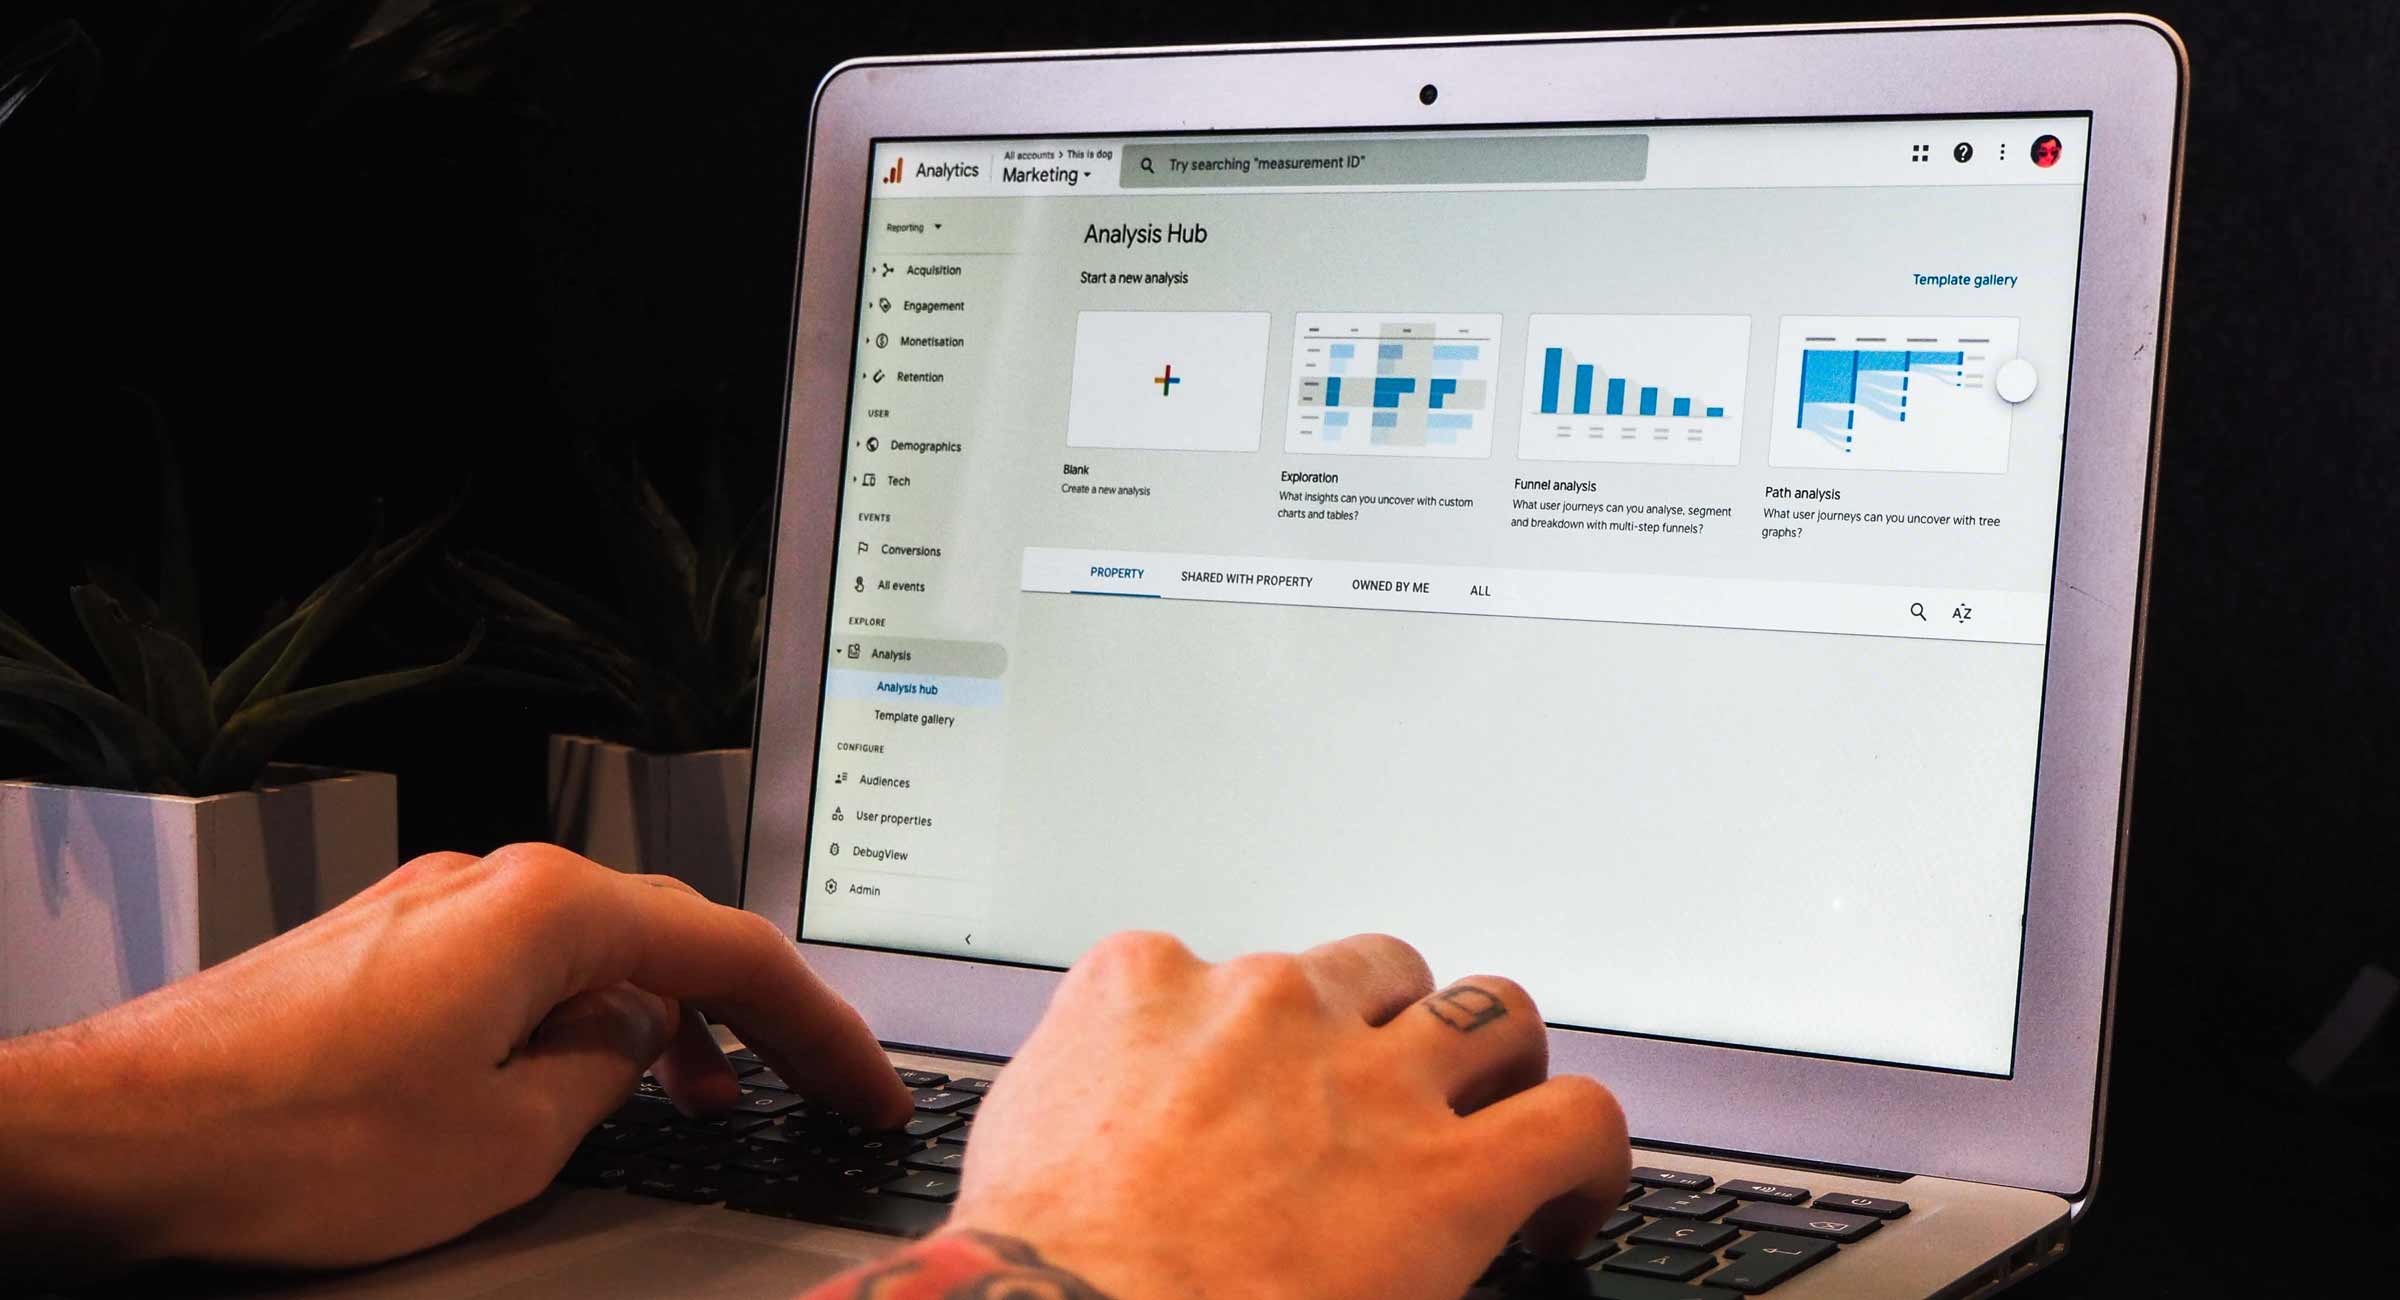 Analytics
All accounts > This is dog
Marketing
Try searching "measurement ID"
Reporting
Acquisition
Engagement
Monetisation
Retention
USER
Demographics
Tech
EVENTS
Conversions
All events
EXPLORE
Analysis
Analysis hub
Template gallery
CONFIGURE
Audiences
User properties
DebugView
Admin
Analysis Hub
Start a new analysis
Template gallery
Blank
Create a new analysis
Exploration
What insights can you uncover with custom
charts and tables?
Funnel analysis
What user journeys can you analyse, segment
and breakdown with multi-step funnels?
Path analysis
What user journeys can you uncover with tree
graphs?
PROPERTY
SHARED WITH PROPERTY
OWNED BY ME
ALL
AZ